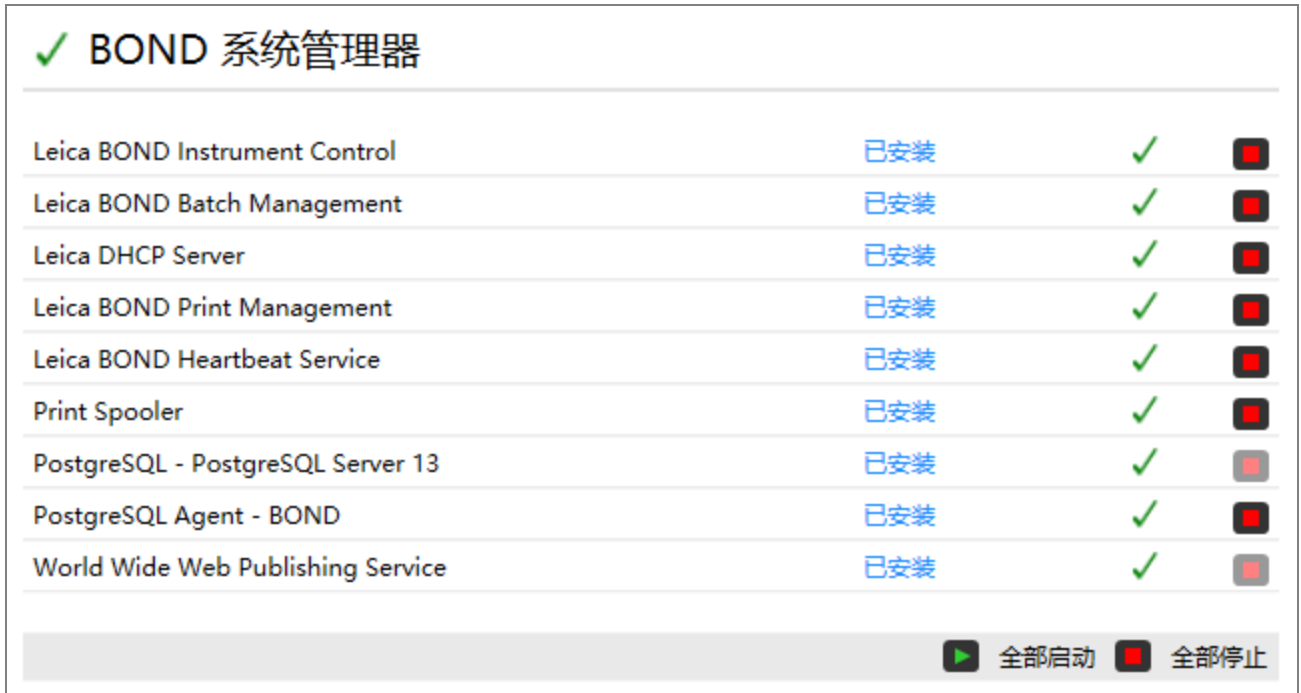 BOND 系统管理器
Leica BOND Instrument Control 已安装
Leica BOND Batch Management 已安装
Leica DHCP Server 已安装
Leica BOND Print Management 已安装
Leica BOND Heartbeat Service 已安装
Print Spooler 已安装
PostgreSQL - PostgreSQL Server 13 已安装
PostgreSQL Agent - BOND 已安装
World Wide Web Publishing Service 已安装
全部启动 全部停止